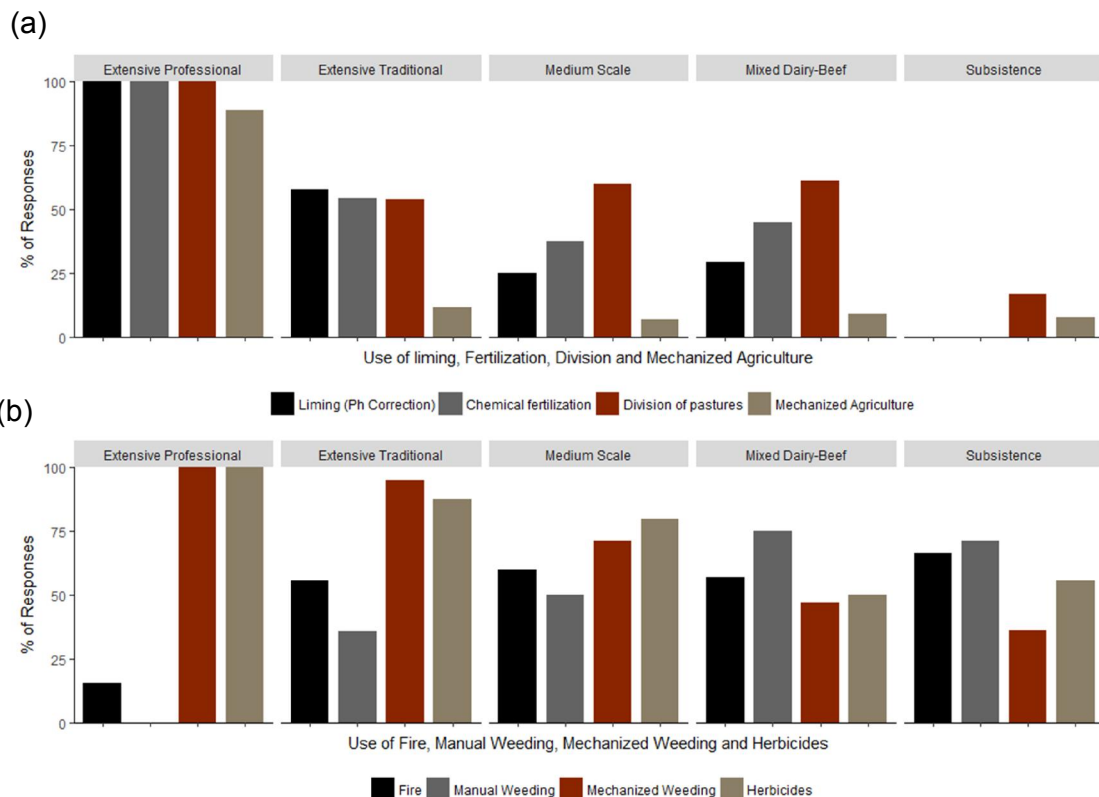 (a)
Extensive Professional Extensive Traditional Medium Scale Mixed Dairy-Beef Subsistence
100
75
50
25
0
% of Responses
Use of liming, Fertilization, Division and Mechanized Agriculture
Liming (Ph Correction) Chemical fertilization Division of pastures Mechanized Agriculture
(b)
Extensive Professional Extensive Traditional Medium Scale Mixed Dairy-Beef Subsistence
100
75
50
25
0
% of Responses
Use of Fire, Manual Weeding, Mechanized Weeding and Herbicides
Fire Manual Weeding Mechanized Weeding Herbicides